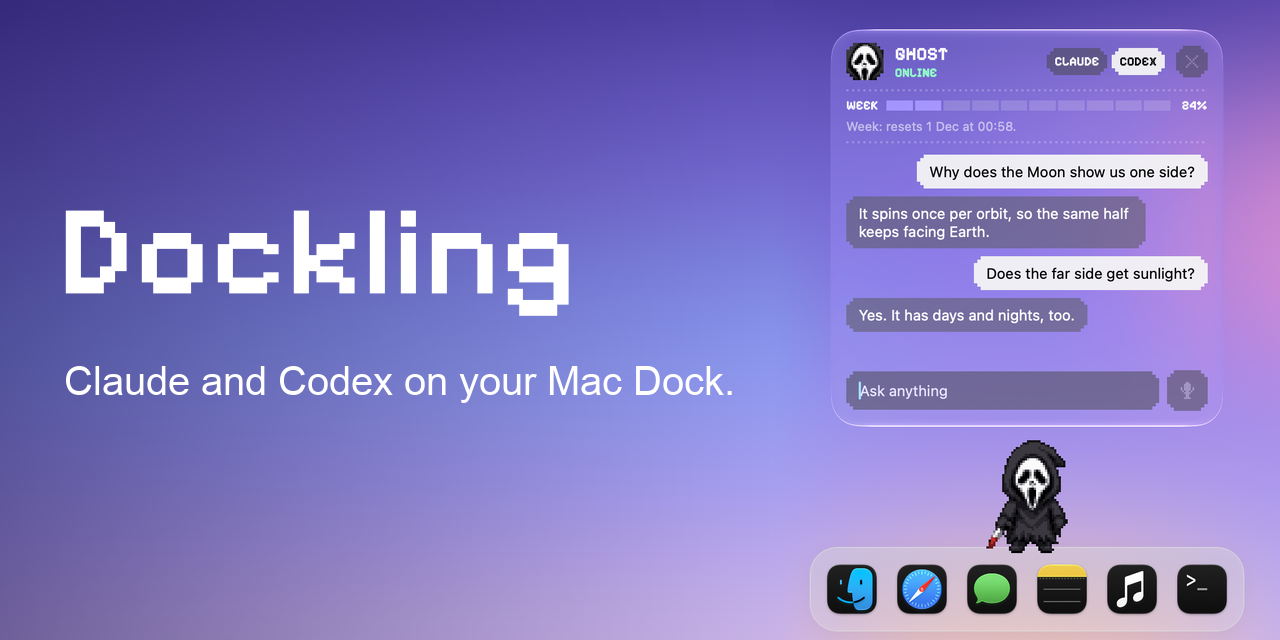 Dockling
Claude and Codex on your Mac Dock.
GHOST
ONLINE
CLAUDE
CODEX
WEEK
84%
Week: resets 1 Dec at 00:58.
Why does the Moon show us one side?
It spins once per orbit, so the same half
keeps facing Earth.
Does the far side get sunlight?
Yes. It has days and nights, too.
Ask anything
>_